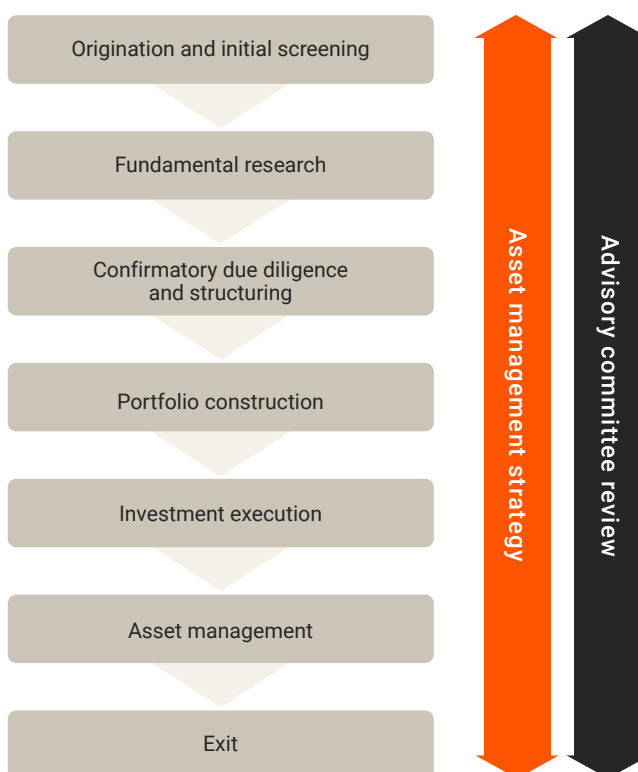 Origination and initial screening
Fundamental research
Confirmatory due diligence
and structuring
Portfolio construction
Investment execution
Asset management
Exit
Asset management strategy
Advisory committee review